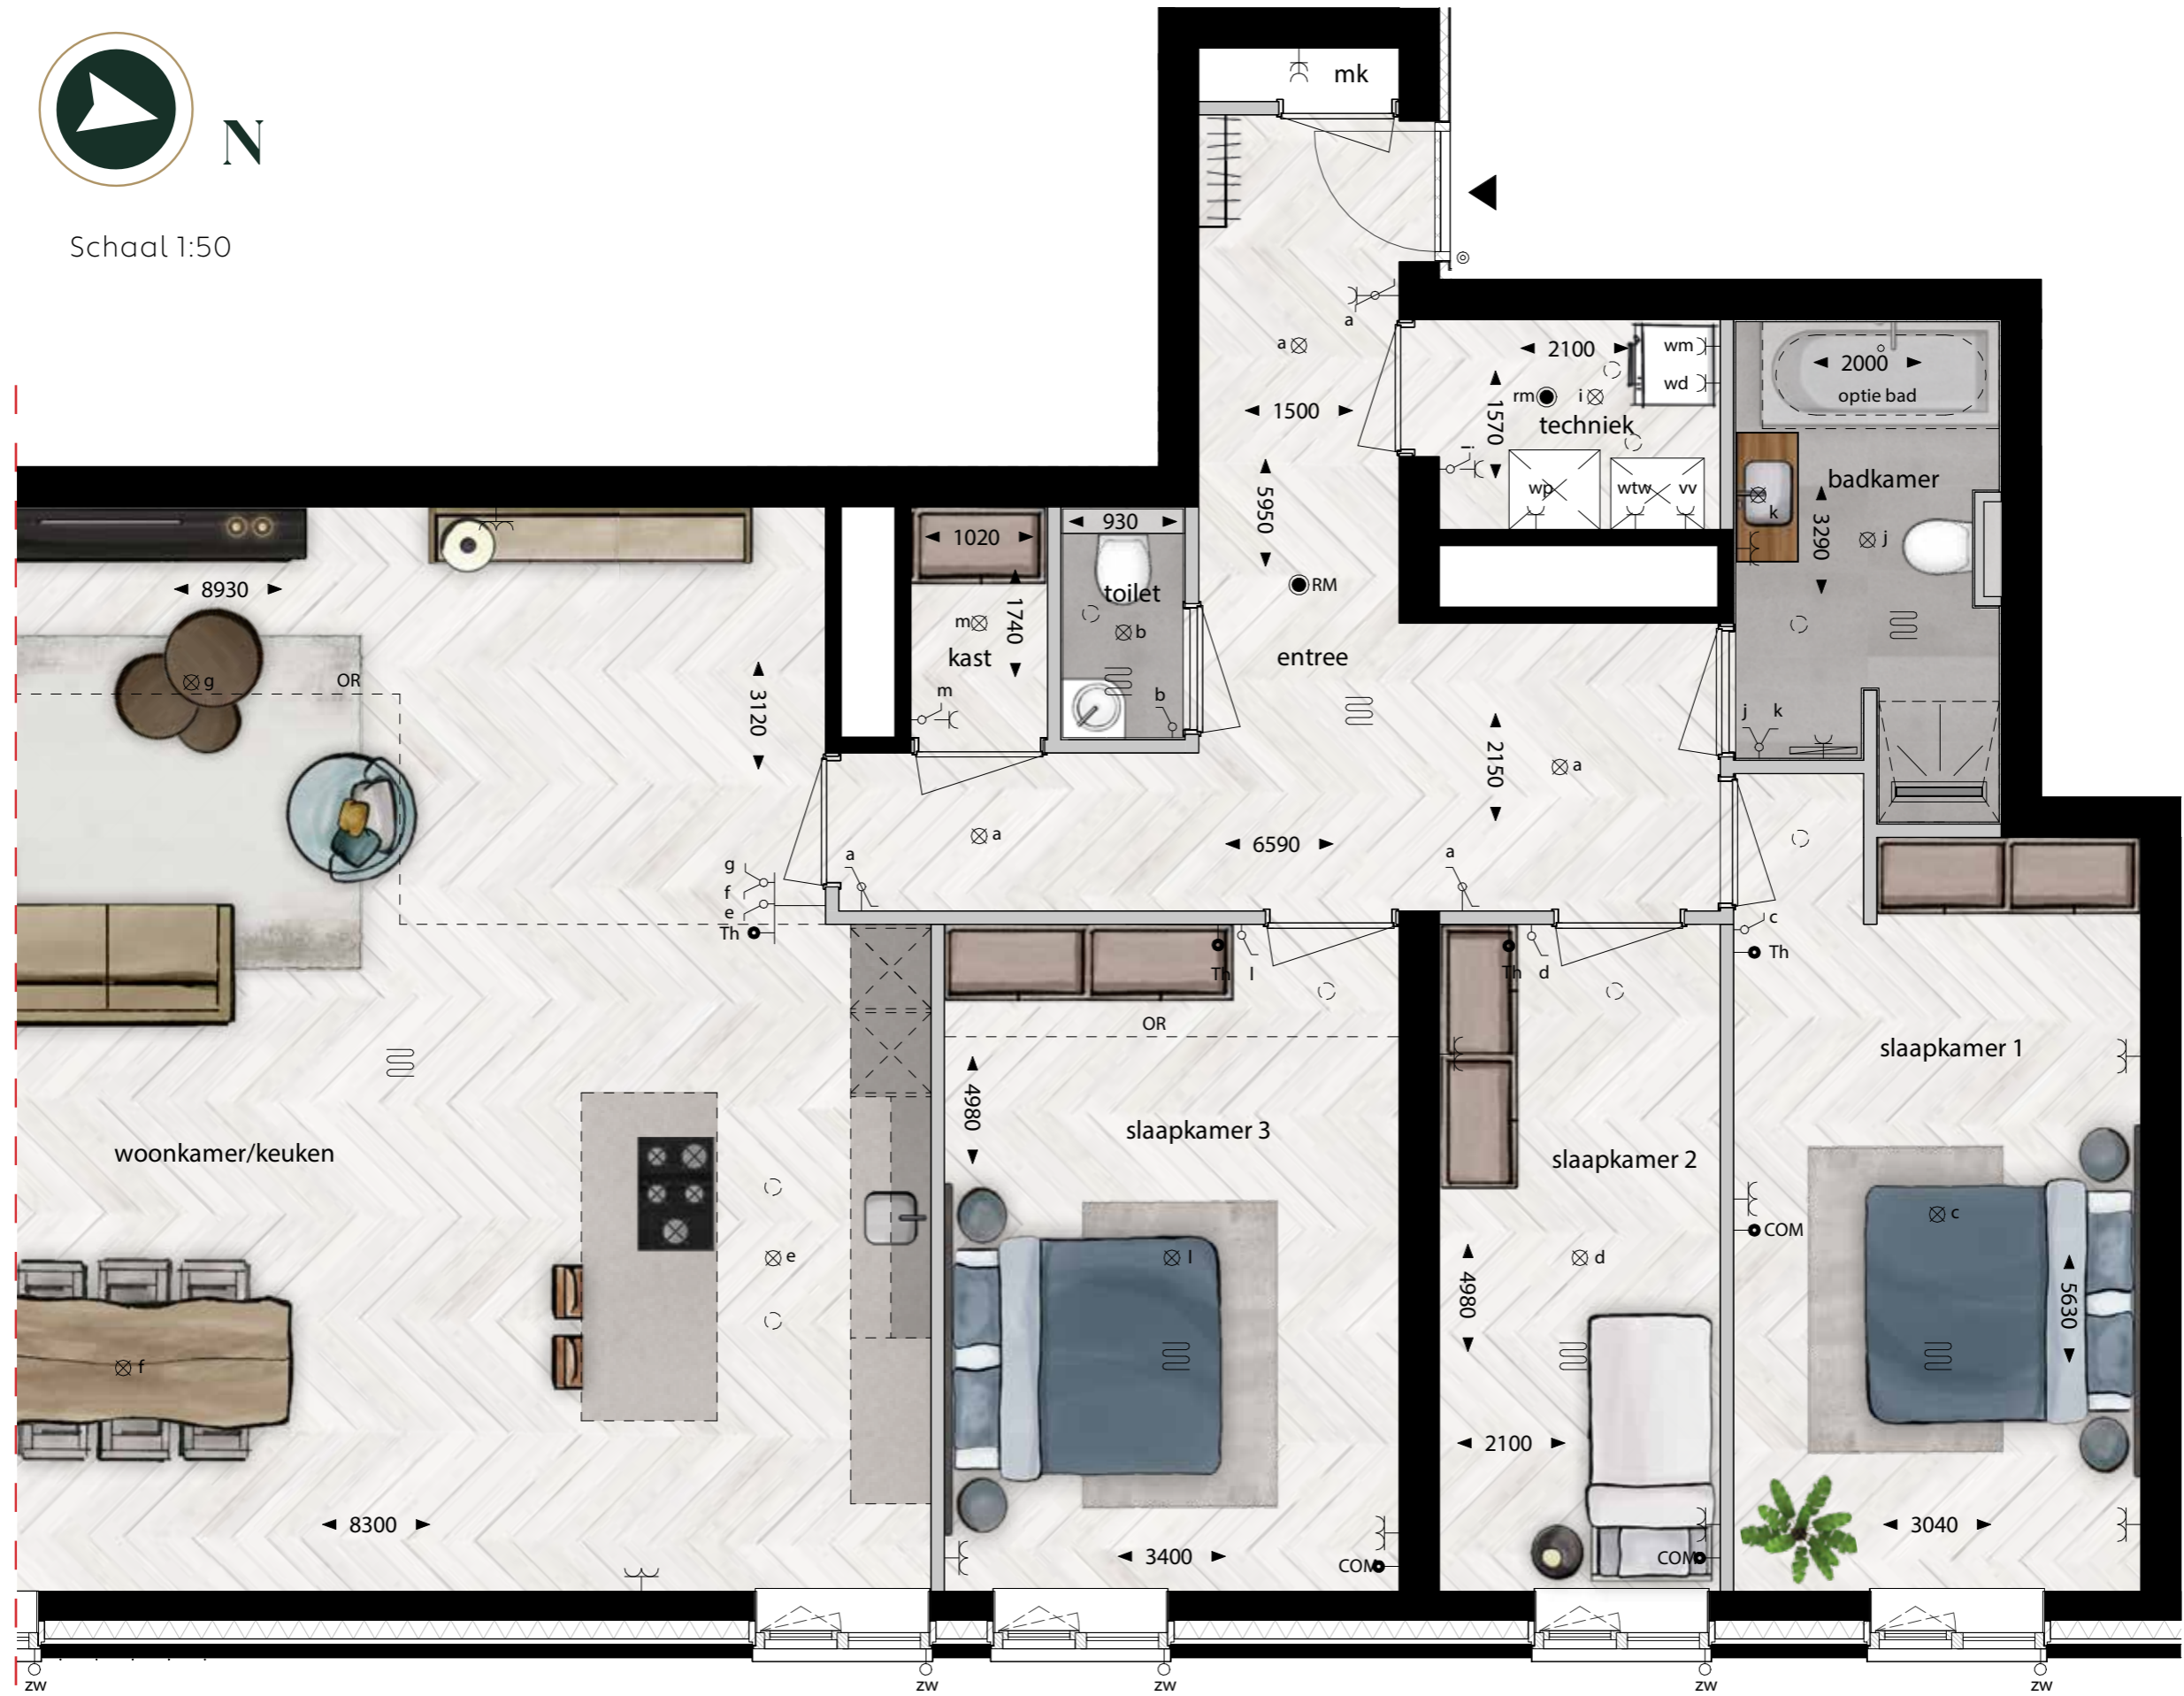 N
Schaal 1:50
mk
a
a
1500
5950
RM
entree
2100
wm
wd
rm
i
techniek
1570
i
wp
wtw
vv
2000
optie bad
badkamer
k
3290
j
j
k
8930
g
OR
3120
1020
m
1740
kast
m
930
toilet
b
b
2150
a
a
6590
a
a
g
f
e
Th
c
Th
Th
l
Th
d
OR
4980
slaapkamer 1
slaapkamer 3
slaapkamer 2
woonkamer/keuken
COM
c
e
l
d
4980
5630
f
2100
8300
3400
3040
COM
COM
zw
zw
zw
zw
zw